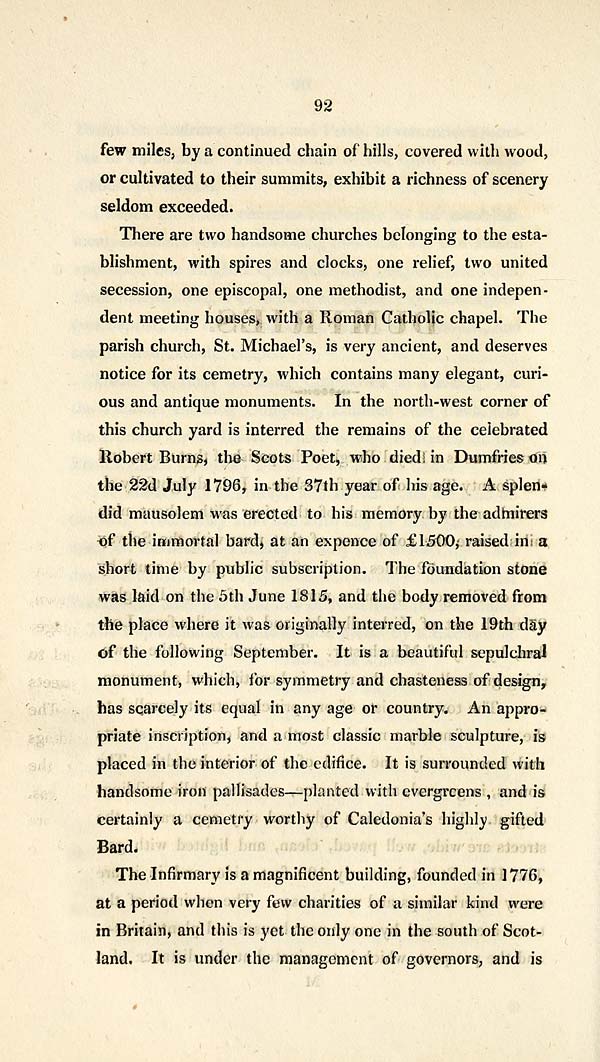 92
few miles, by a continued chain of hills, covered with wood,
or cultivated to their summits, exhibit a richness of scenery
seldom exceeded.
There are two handsome churches belonging to the esta-
blishment, with spires and clocks, one relief, two united
secession, one episcopal, one methodist, and one indepen-
dent meeting houses, with a Roman Catholic chapel. The
parish church, St. Michael's, is very ancient, and deserves
notice for its cemetry, which contains many elegant, curi-
ous and antique monuments. In the north-west corner of
this church yard is interred the remains of the celebrated
Robert Burns, the Scots Poet, who died in Dumfries on
the 22d July 1796, in the 37th year of his age. A splen-
did mausolem was erected to his memory by the admirers
of the immortal bard, at an expence of £1500, raised in a
short time by public subscription. The foundation stone
was laid on the 5th June 1815, and the body removed from
the place where it was originally interred, on the 19th day
of the following September. It is a beautiful sepulchral
monument, which, for symmetry and chasteness of design,
has scarcely its equal in any age or country. An appro-
priate inscription, and a most classic marble sculpture, is
placed in the interior of the edifice. It is surrounded with
handsome iron pallisades—planted with evergreens, and is
certainly a cemetry worthy of Caledonia's highly gifted
Bard.
The Infirmary is a magnificent building, founded in 1776,
at a period when very few charities of a similar kind were
in Britain, and this is yet the only one in the south of Scot-
land. It is under the management of governors, and is